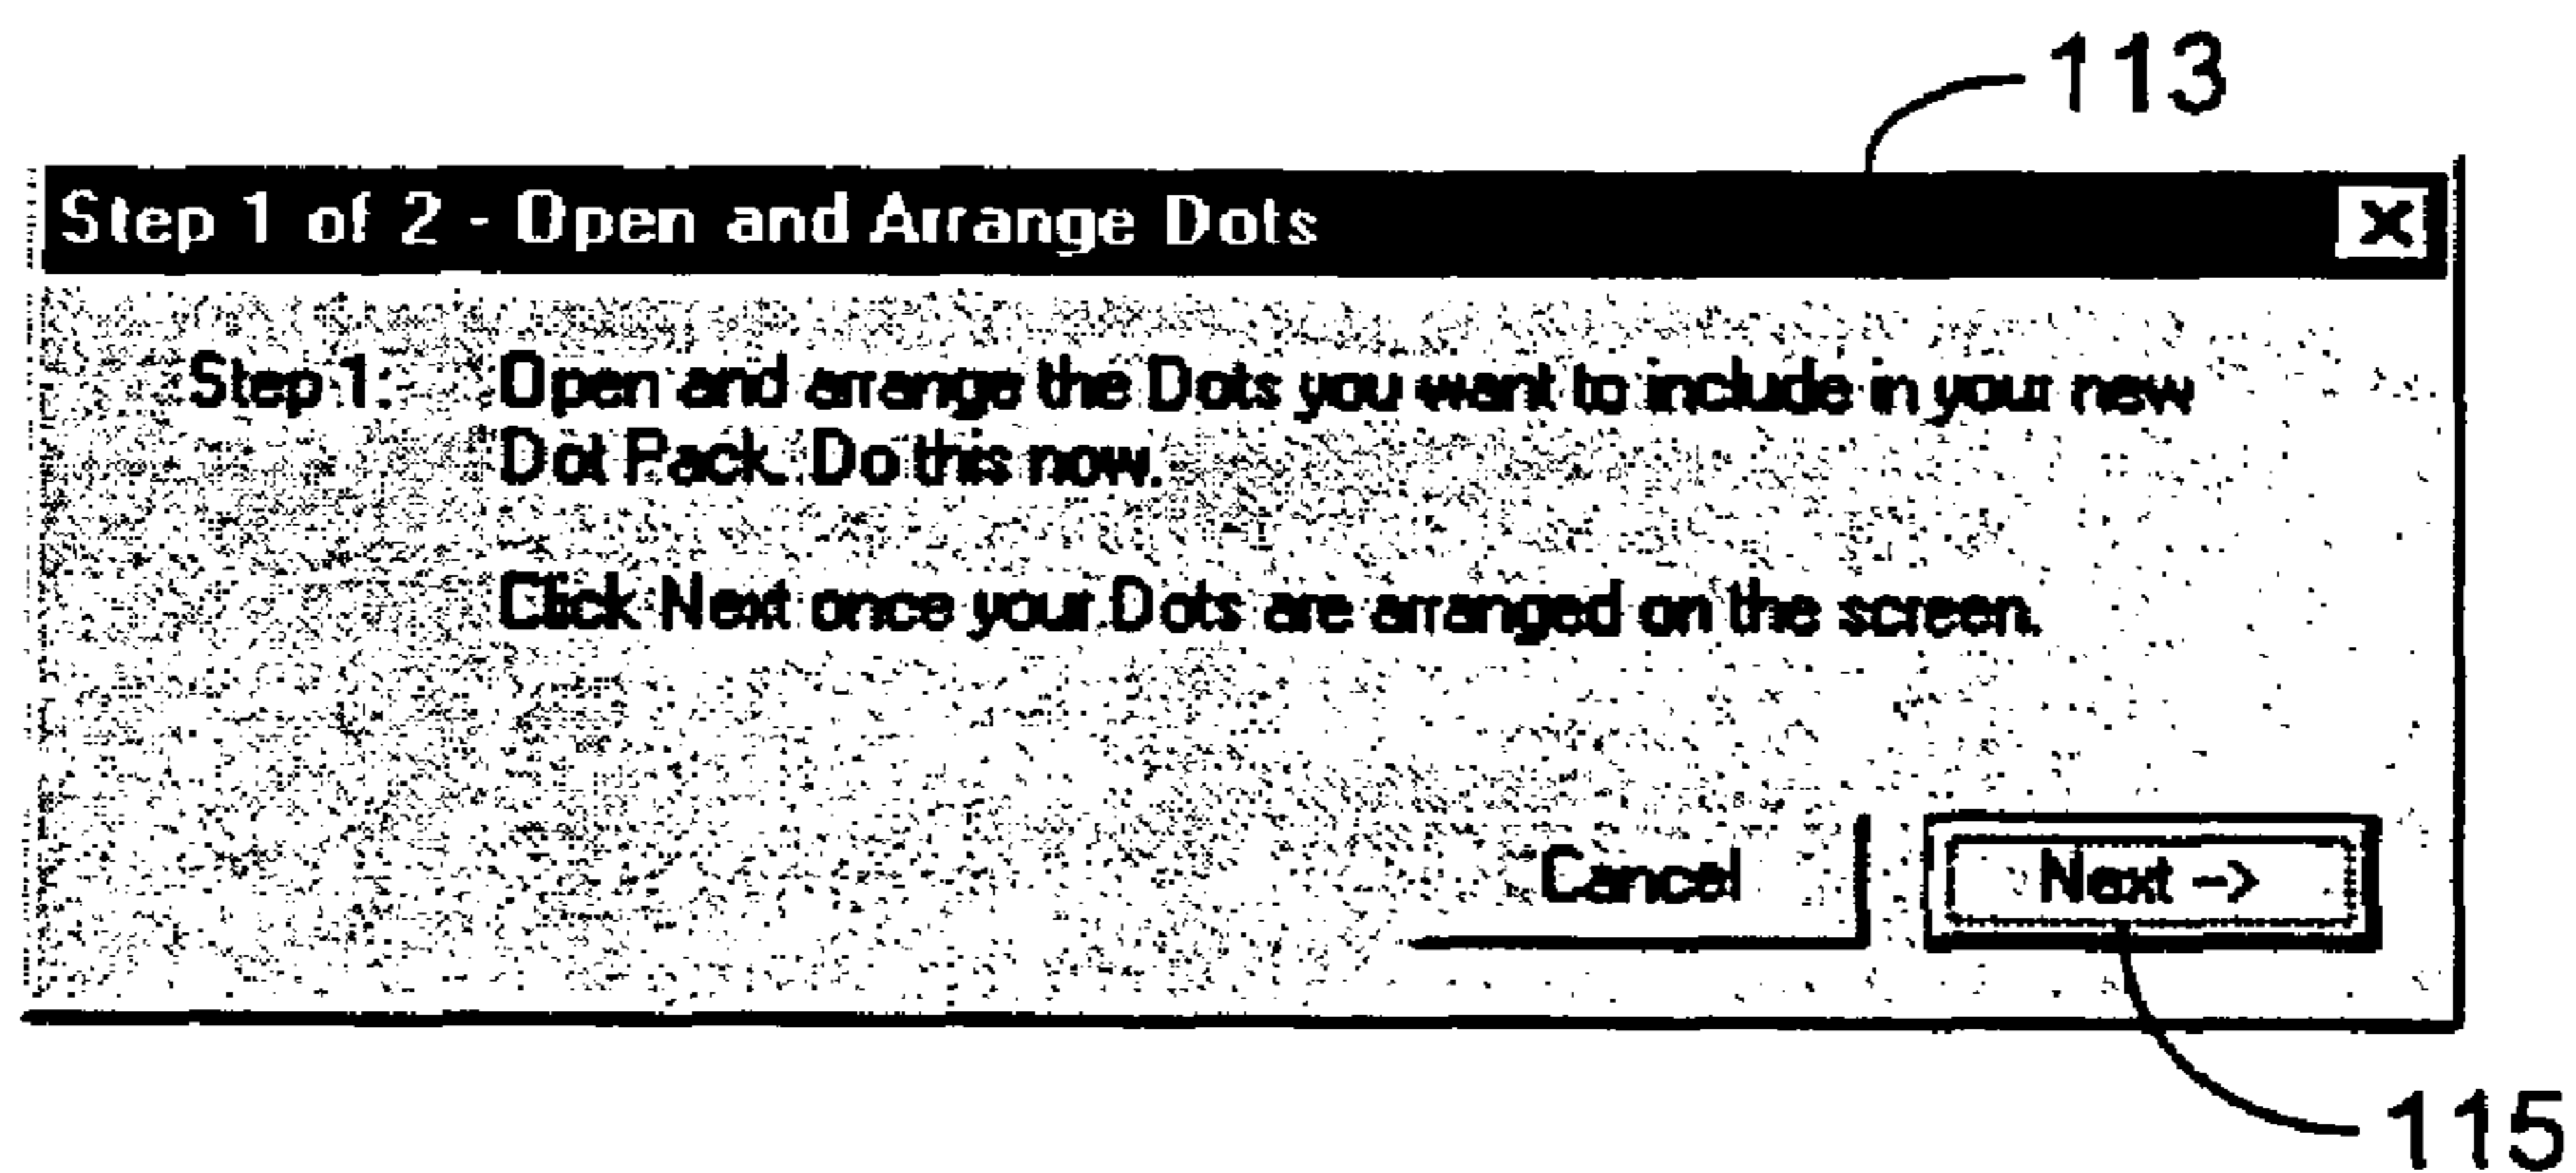 113
Step 1 of 2 - Open and Arrange Dots
Step 1: Open and arrange the Dots you want to include in your new
Dot Pack. Do this now.
Click Next once your Dots are arranged on the screen.
Cancel Next -->
115